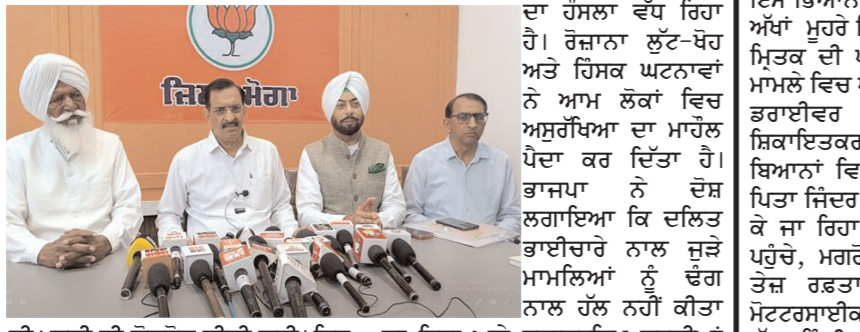 ਜਿਲਾ ਮੋਗਾ
ਦਾ ਹੌਸਲਾ ਵੱਧ ਰਿਹਾ
ਹੈ। ਰੋਜ਼ਾਨਾ ਲੁੱਟ-ਖੋਹ
ਅਤੇ ਹਿੰਸਕ ਘਟਨਾਵਾਂ
ਨੇ ਆਮ ਲੋਕਾਂ ਵਿਚ
ਅਸੁਰੱਖਿਆ ਦਾ ਮਾਹੌਲ
ਪੈਦਾ ਕਰ ਦਿੱਤਾ ਹੈ।
ਭਾਜਪਾ ਨੇ ਦੋਸ਼
ਲਗਾਇਆ ਕਿ ਦਲਿਤ
ਭਾਈਚਾਰੇ ਨਾਲ ਜੁੜੇ
ਮਾਮਲਿਆਂ ਨੂੰ ਢੰਗ
ਨਾਲ ਹੱਲ ਨਹੀਂ ਕੀਤਾ
ਅੱਖਾਂ ਮੂਹਰੇ
ਮ੍ਰਿਤਕ ਦੀ
ਮਾਮਲੇ ਵਿਚ
ਡਰਾਈਵਰ
ਸ਼ਿਕਾਇਤਕਰ
ਬਿਆਨਾਂ ਵਿ
ਪਿਤਾ ਜਿੰਦਰ
ਕੇ ਜਾ ਰਿਹਾ
ਪਹੁੰਚੇ, ਮਗਰੋਂ
ਤੇਜ਼ ਰਫ਼ਤਾ
ਮੋਟਰਸਾਈਕ